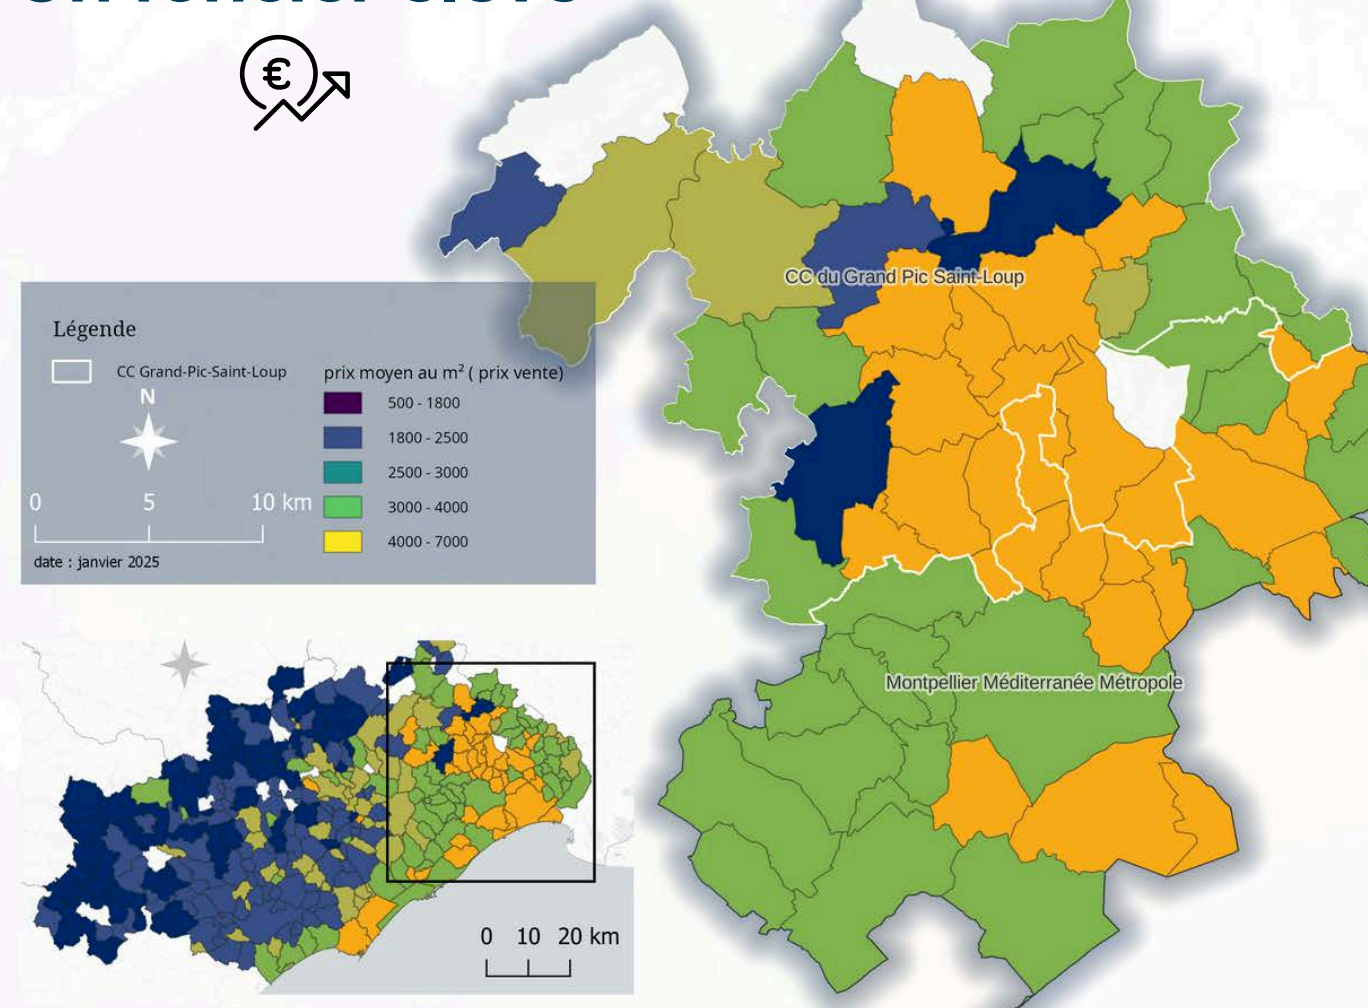 €
CC du Grand Pic Saint-Loup
Légende
CC Grand-Pic-Saint-Loup
N
0 5 10 km
date : janvier 2025
prix moyen au m² ( prix vente)
500 - 1800
1800 - 2500
2500 - 3000
3000 - 4000
4000 - 7000
Montpellier Méditerranée Métropole
0 10 20 km